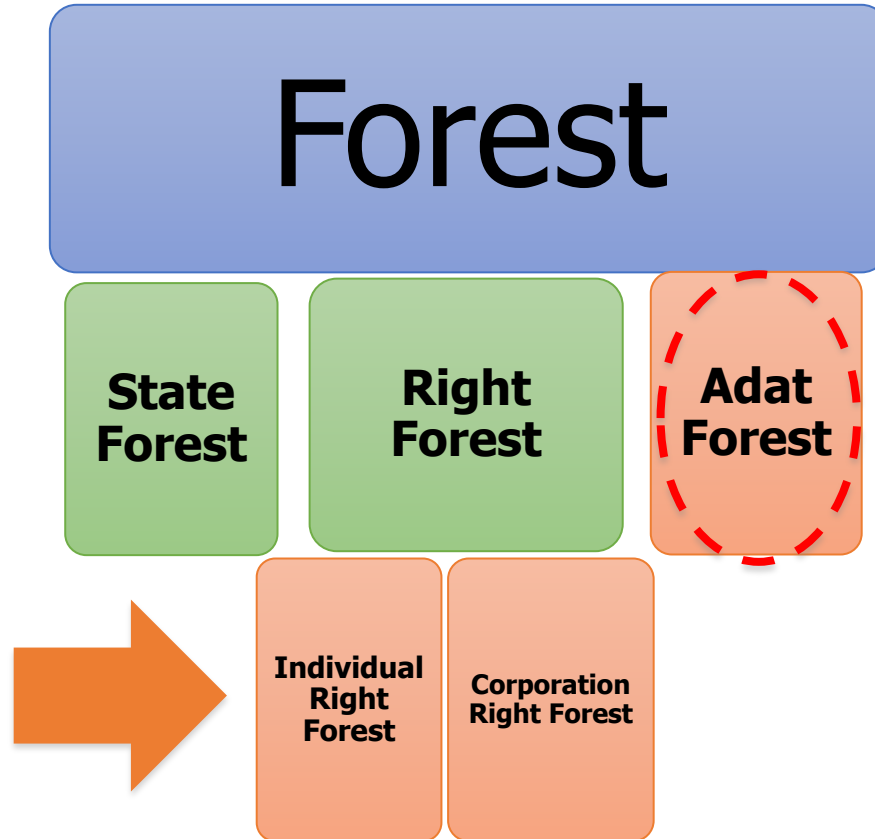 Forest
State
Forest
Right
Forest
Adat
Forest
Individual
Right
Forest
Corporation
Right Forest